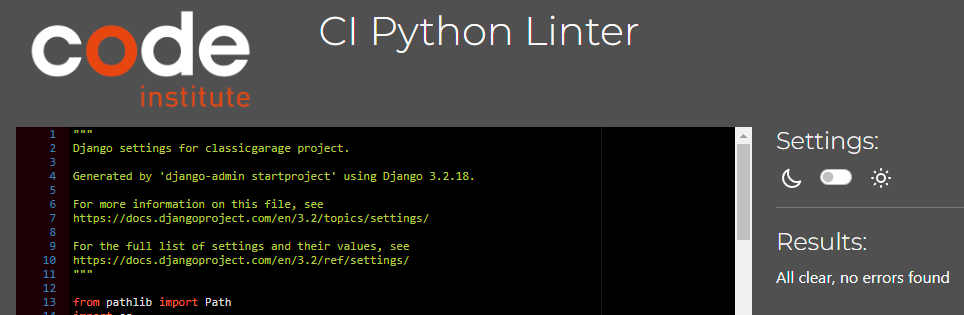 code
institute
CI Python Linter
1 """
2 Django settings for classicgarage project.
3
4 Generated by 'django-admin startproject' using Django 3.2.18.
5
6 For more information on this file, see
7 https://docs.djangoproject.com/en/3.2/topics/settings/
8
9 For the full list of settings and their values, see
10 https://docs.djangoproject.com/en/3.2/ref/settings/
11 """
12
13 from pathlib import Path
Settings:
Results:
All clear, no errors found